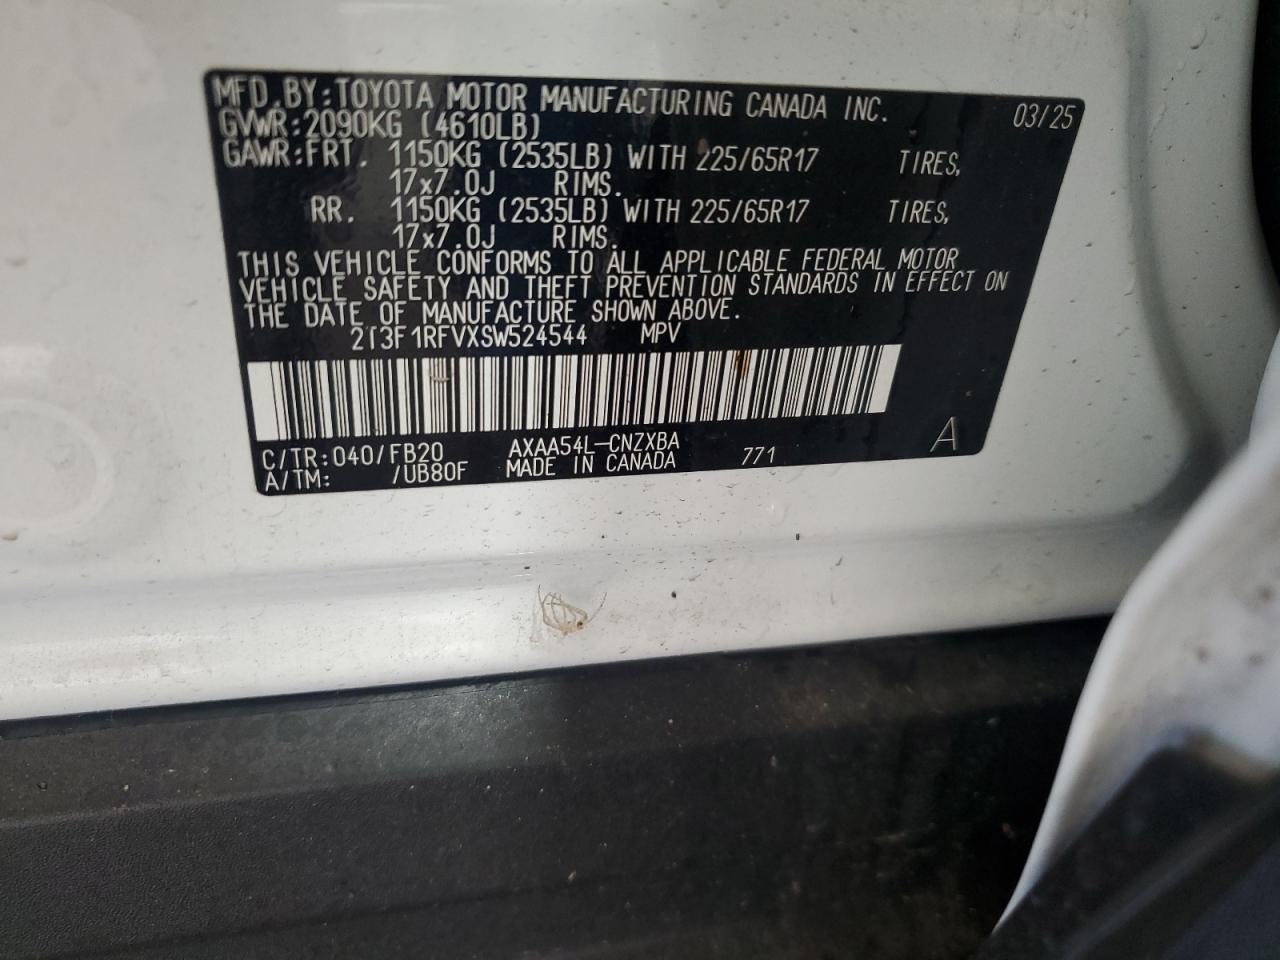 MFD.BY:TOYOTA MOTOR MANUFACTURING CANADA INC. 03/25
GVWR:2090KG (4610LB)
GAWR:FRT. 1150KG (2535LB) WITH 225/65R17 TIRES,
17x7.0J RIMS.
RR. 1150KG (2535LB) WITH 225/65R17 TIRES,
17x7.0J RIMS.
THIS VEHICLE CONFORMS TO ALL APPLICABLE FEDERAL MOTOR
VEHICLE SAFETY AND THEFT PREVENTION STANDARDS IN EFFECT ON
THE DATE OF MANUFACTURE SHOWN ABOVE.
2T3F1RFVXSW524544 MPV
C/TR:040/FB20 AXAA54L-CNZXBA 771 A
A/TM: /UB80F MADE IN CANADA